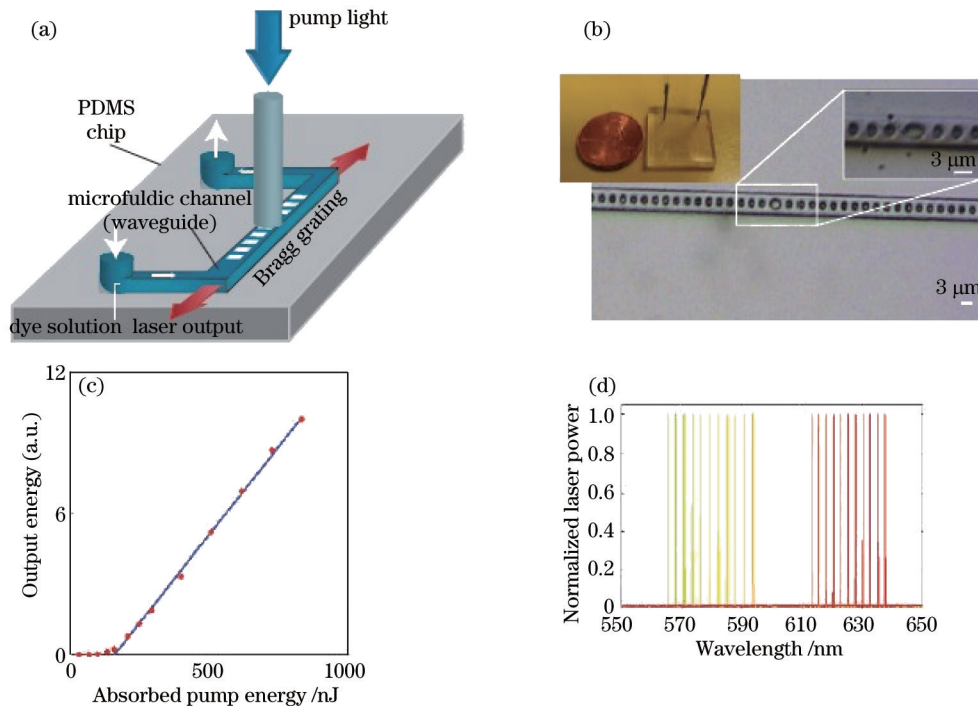 (a)
pump light
PDMS
chip
microfuldic channel
(waveguide)
Bragg grating
dye solution laser output
(b)
3 μm
3 μm
(c)
Output energy (a.u.)
12
6
0
0
500
1000
Absorbed pump energy /nJ
(d)
Normalized laser power
1.0
0.8
0.6
0.4
0.2
0
550
570
590
610
630
650
Wavelength /nm